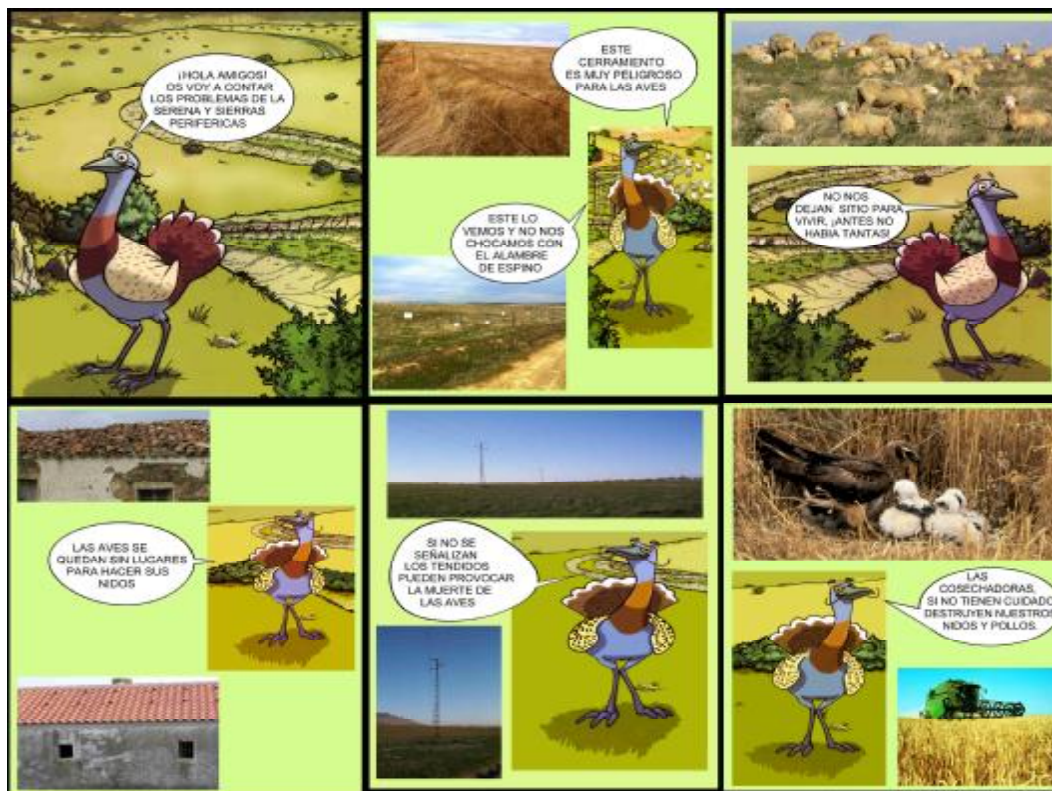 ¡HOLA AMIGOS!
OS VOY A CONTAR
LOS PROBLEMAS DE LA
SERENA Y SIERRAS
PERIFERICAS
ESTE
CERRAMIENTO
ES MUY PELIGROSO
PARA LAS AVES
ESTE LO
VEMOS Y NO NOS
CHOCAMOS CON
EL ALAMBRE
DE ESPINO
NO NOS
DEJAN SITIO PARA
VIVIR, ¡ANTES NO
HABIA TANTAS!
LAS AVES SE
QUEDAN SIN LUGARES
PARA HACER SUS
NIDOS
SI NO SE
SEÑALIZAN
LOS TENDIDOS
PUEDEN PROVOCAR
LA MUERTE DE
LAS AVES
LAS
COSECHADORAS,
SI NO TIENEN CUIDADO
DESTRUYEN NUESTROS
NIDOS Y POLLOS.